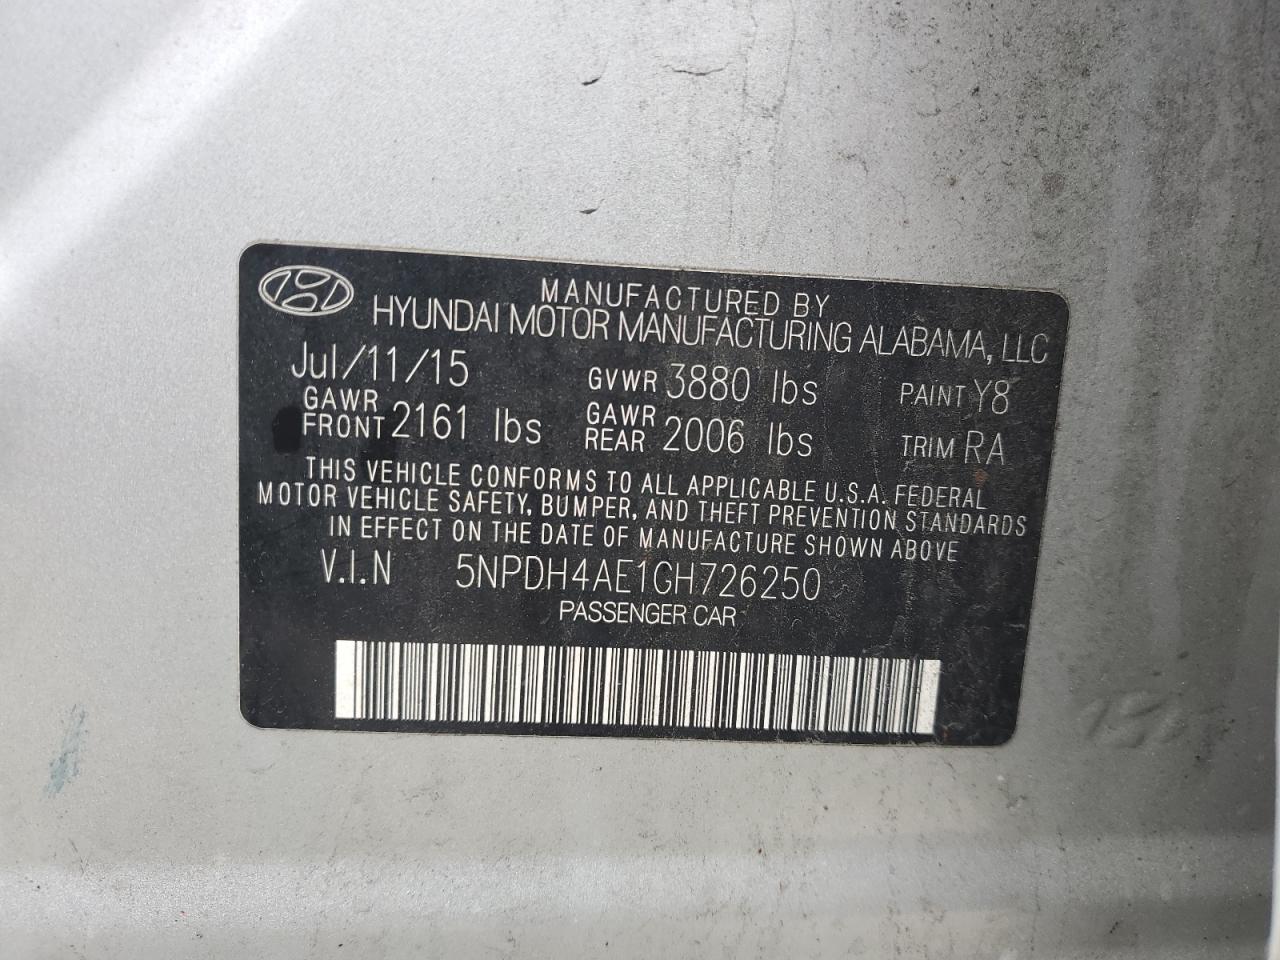 MANUFACTURED BY
HYUNDAI MOTOR MANUFACTURING ALABAMA, LLC
Jul/11/15 GVWR 3880 lbs PAINT Y8
GAWR FRONT 2161 lbs GAWR REAR 2006 lbs TRIM RA
THIS VEHICLE CONFORMS TO ALL APPLICABLE U.S.A. FEDERAL
MOTOR VEHICLE SAFETY, BUMPER, AND THEFT PREVENTION STANDARDS
IN EFFECT ON THE DATE OF MANUFACTURE SHOWN ABOVE
V.I.N 5NPDH4AE1GH726250
PASSENGER CAR